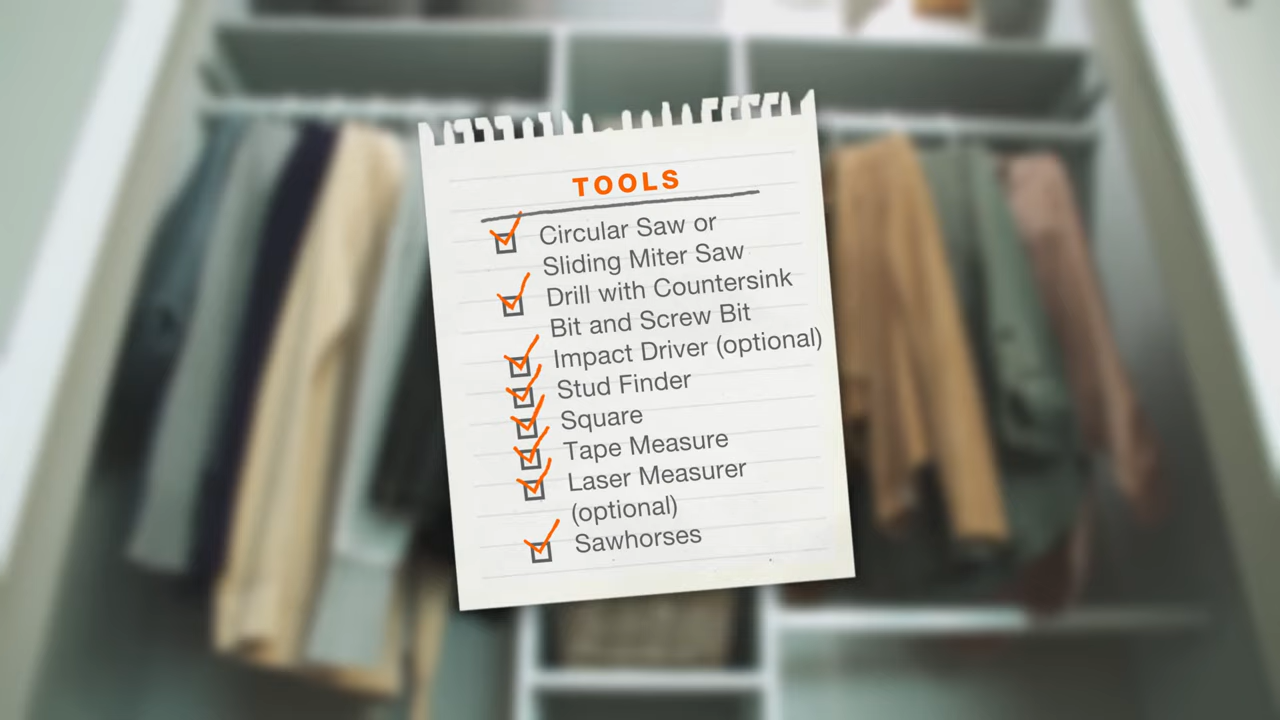 TOOLS
Circular Saw or
Sliding Miter Saw
Drill with Countersink
Bit and Screw Bit
Impact Driver (optional)
Stud Finder
Square
Tape Measure
Laser Measurer
(optional)
Sawhorses